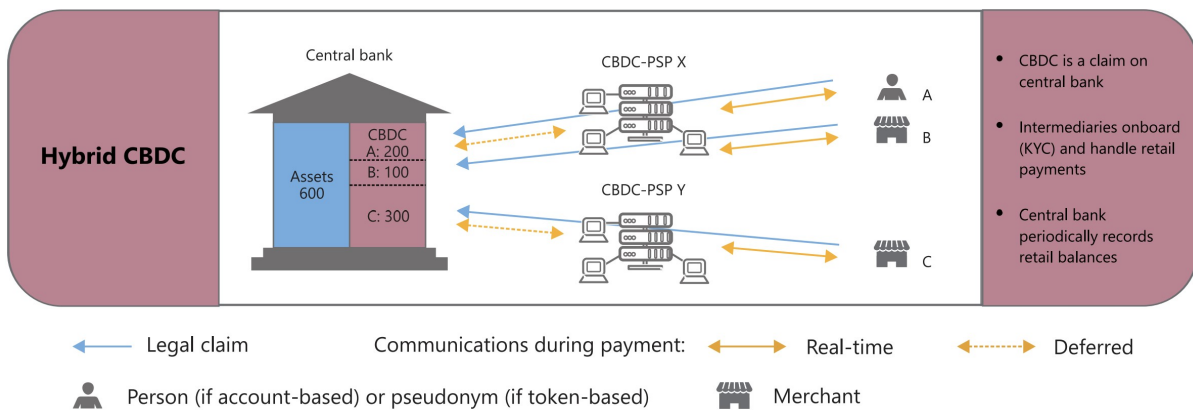 Hybrid CBDC
Central bank
Assets
600
CBDC
A: 200
B: 100
C: 300
CBDC-PSP X
CBDC-PSP Y
A
B
C
• CBDC is a claim on
central bank
• Intermediaries onboard
(KYC) and handle retail
payments
• Central bank
periodically records
retail balances
Legal claim
Communications during payment:
Real-time
Deferred
Person (if account-based) or pseudonym (if token-based)
Merchant